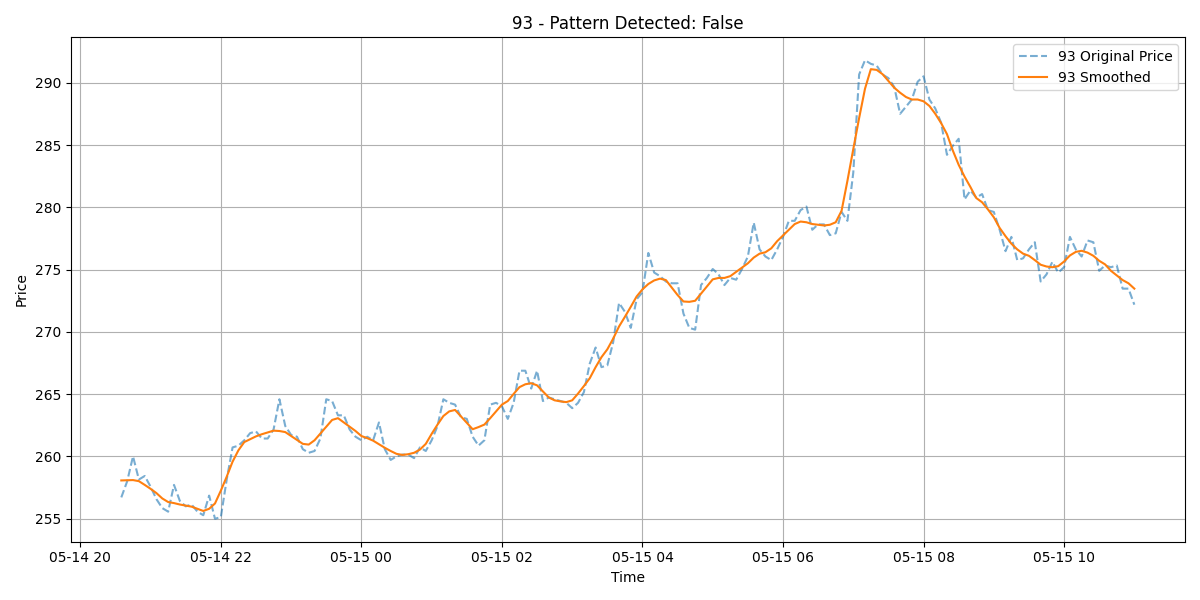 93 - Pattern Detected: False
93 Original Price
93 Smoothed
Price
290
285
280
275
270
265
260
255
05-14 20 05-14 22 05-15 00 05-15 02 05-15 04 05-15 06 05-15 08 05-15 10
Time